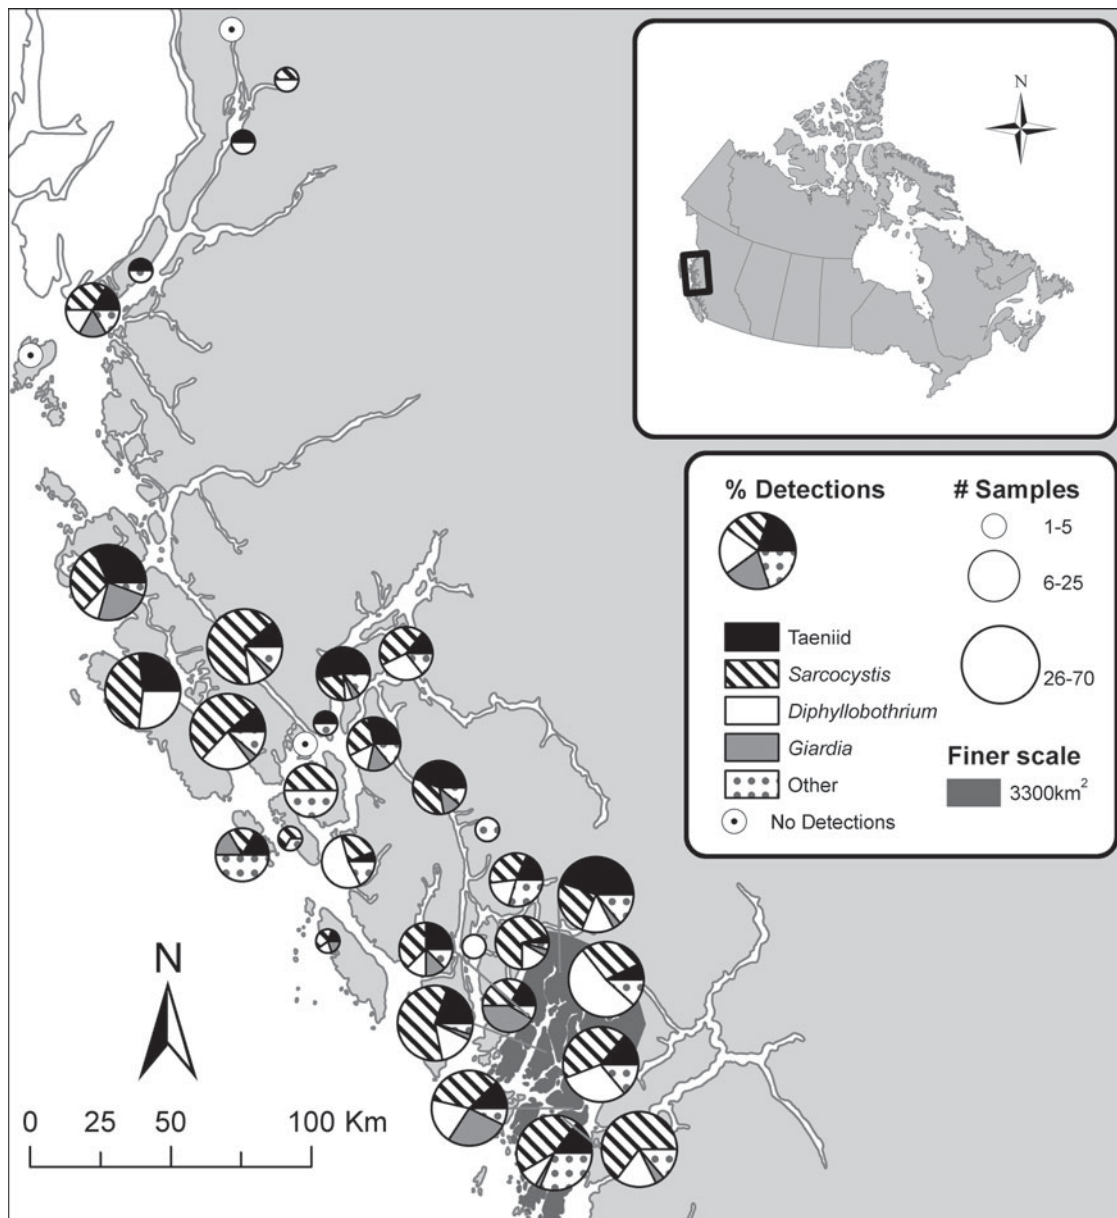 N
% Detections
# Samples
1-5
6-25
26-70
Taeniid
Sarcocystis
Diphyllobothrium
Giardia
Other
No Detections
Finer scale
3300km²
N
0 25 50 100 Km